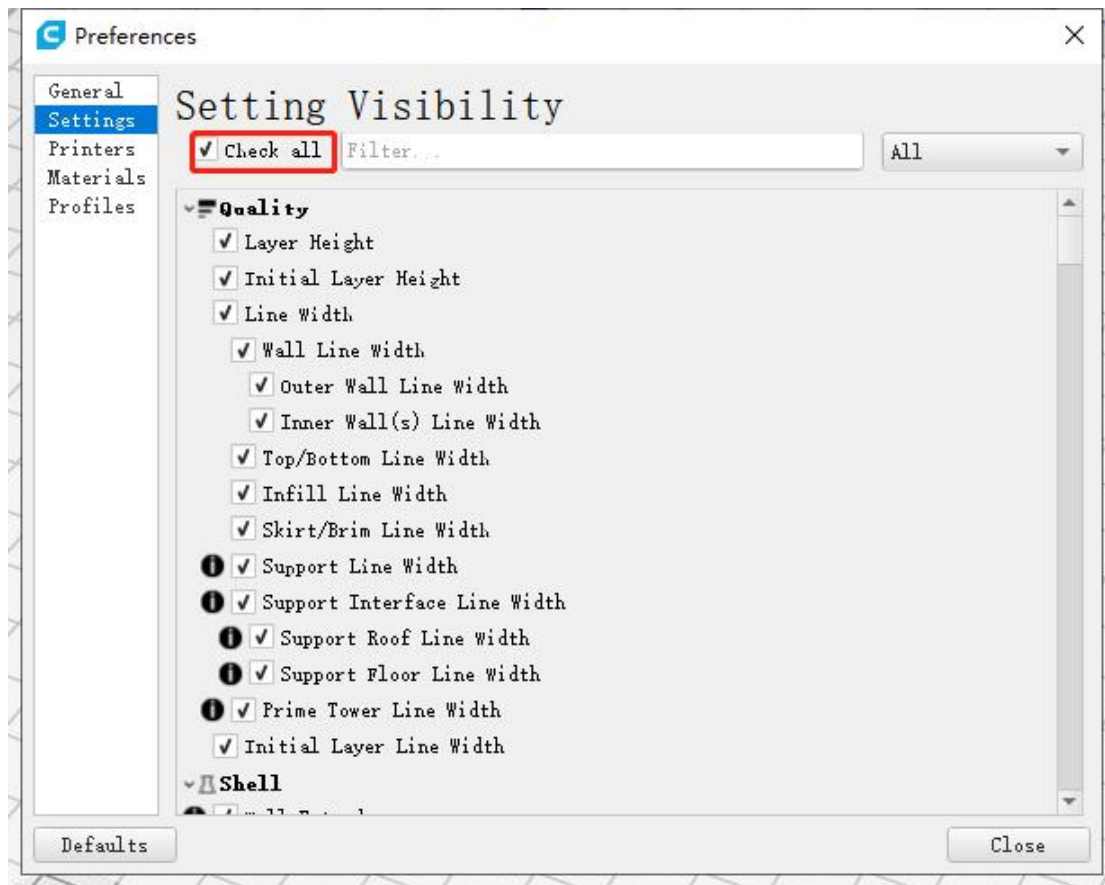 Preferences
General
Settings
Printers
Materials
Profiles
Setting Visibility
Check all
Filter...
All
Quality
Layer Height
Initial Layer Height
Line Width
Wall Line Width
Outer Wall Line Width
Inner Wall(s) Line Width
Top/Bottom Line Width
Infill Line Width
Skirt/Brim Line Width
Support Line Width
Support Interface Line Width
Support Roof Line Width
Support Floor Line Width
Prime Tower Line Width
Initial Layer Line Width
Shell
Defaults
Close